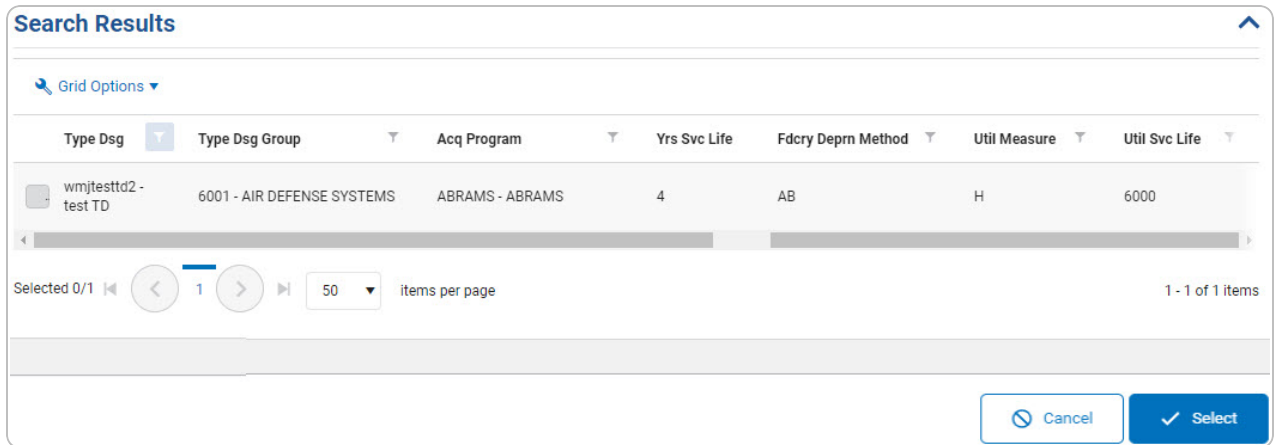 Search Results
Grid Options
Type Dsg Type Dsg Group Acq Program Yrs Svc Life Fdcry Deprn Method Util Measure Util Svc Life
wmjtesttd2 -
test TD
6001 - AIR DEFENSE SYSTEMS ABRAMS - ABRAMS 4 AB H 6000
Selected 0/1 1 50 items per page 1 - 1 of 1 items
Cancel Select